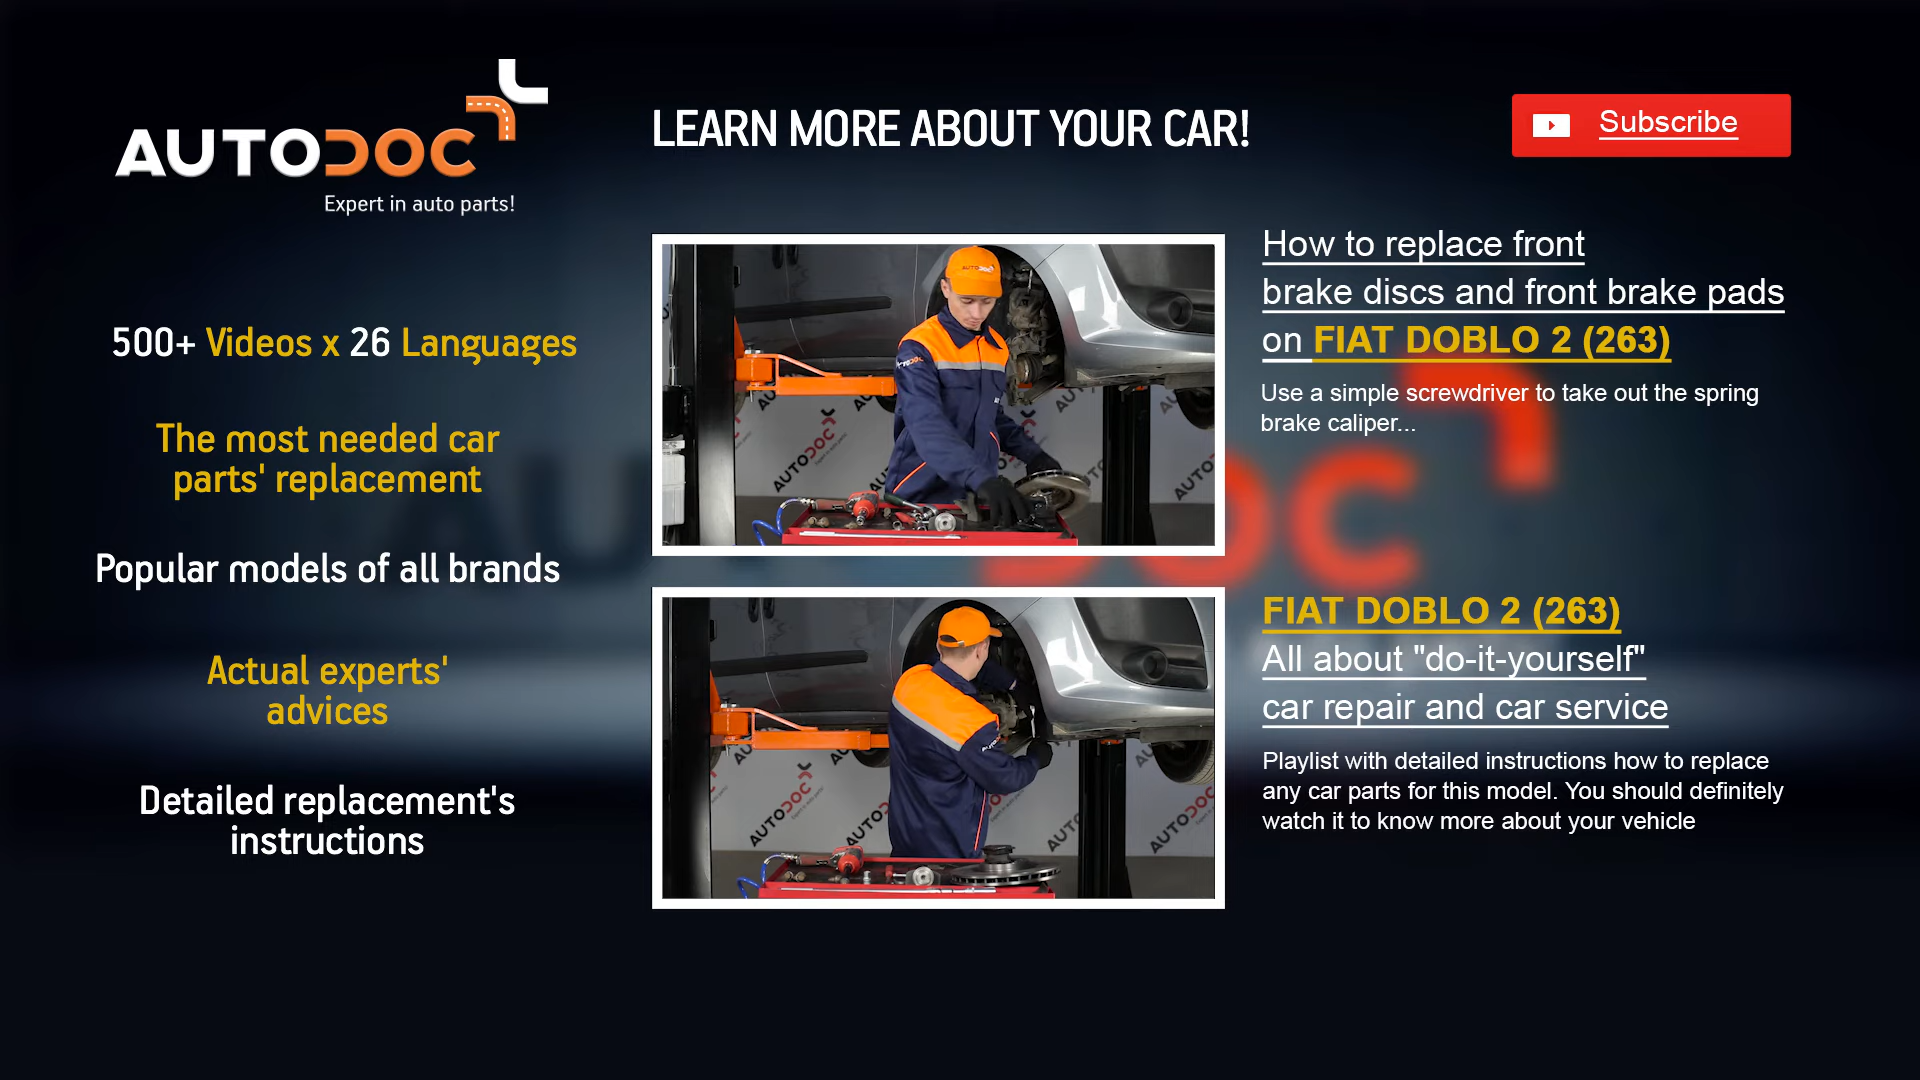 AUTODOC
Expert in auto parts!
LEARN MORE ABOUT YOUR CAR!
Subscribe
500+ Videos x 26 Languages
The most needed car
parts' replacement
Popular models of all brands
Actual experts'
advices
Detailed replacement's
instructions
How to replace front
brake discs and front brake pads
on FIAT DOBLO 2 (263)
Use a simple screwdriver to take out the spring
brake caliper...
FIAT DOBLO 2 (263)
All about "do-it-yourself"
car repair and car service
Playlist with detailed instructions how to replace
any car parts for this model. You should definitely
watch it to know more about your vehicle
AUTODOC
AUTODOC
AUTODOC
AUTODOC